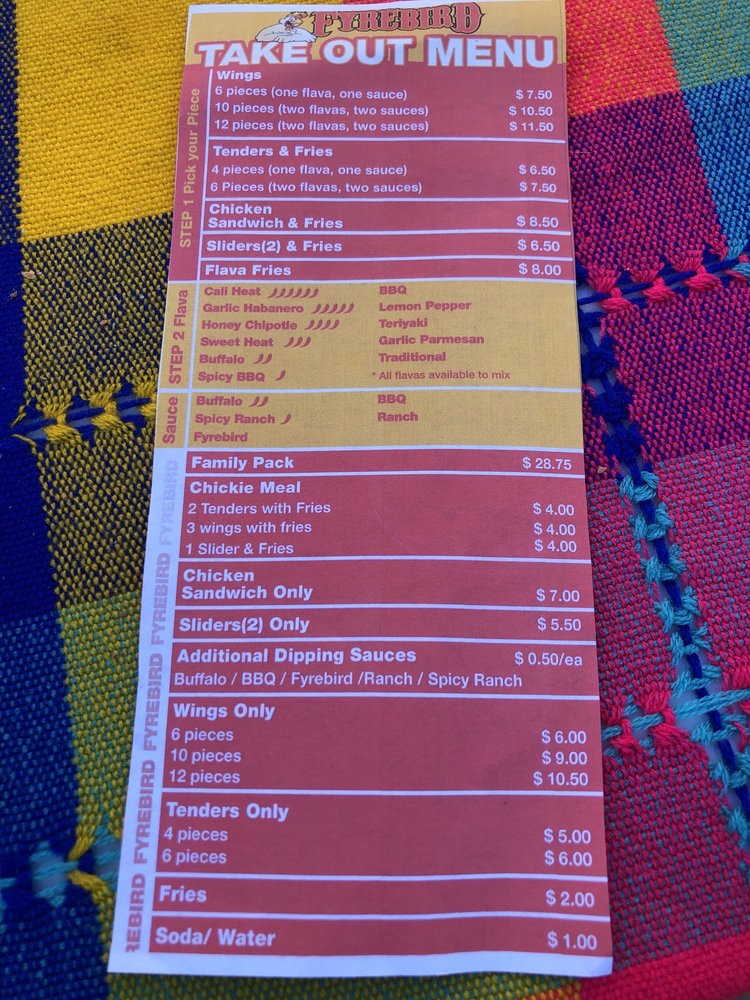 FYREBIRD
TAKE OUT MENU
STEP 1 Pick your Piece
Wings
6 pieces (one flava, one sauce) $ 7.50
10 pieces (two flavas, two sauces) $ 10.50
12 pieces (two flavas, two sauces) $ 11.50
Tenders & Fries
4 pieces (one flava, one sauce) $ 6.50
6 Pieces (two flavas, two sauces) $ 7.50
Chicken
Sandwich & Fries $ 8.50
Sliders(2) & Fries $ 6.50
Flava Fries $ 8.00
STEP 2 Flava
Cali Heat BBQ
Garlic Habanero Lemon Pepper
Honey Chipotle Teriyaki
Sweet Heat Garlic Parmesan
Buffalo Traditional
Spicy BBQ * All flavas available to mix
Sauce
Buffalo BBQ
Spicy Ranch Ranch
Fyrebird
Family Pack $ 28.75
Chickie Meal
2 Tenders with Fries $ 4.00
3 wings with fries $ 4.00
1 Slider & Fries $ 4.00
Chicken
Sandwich Only $ 7.00
Sliders(2) Only $ 5.50
Additional Dipping Sauces $ 0.50/ea
Buffalo / BBQ / Fyrebird /Ranch / Spicy Ranch
Wings Only
6 pieces $ 6.00
10 pieces $ 9.00
12 pieces $ 10.50
Tenders Only
4 pieces $ 5.00
6 pieces $ 6.00
Fries $ 2.00
Soda/ Water $ 1.00
REBIRD FYREBIRD FYREBIRD FYREBIRD FYREBIRD